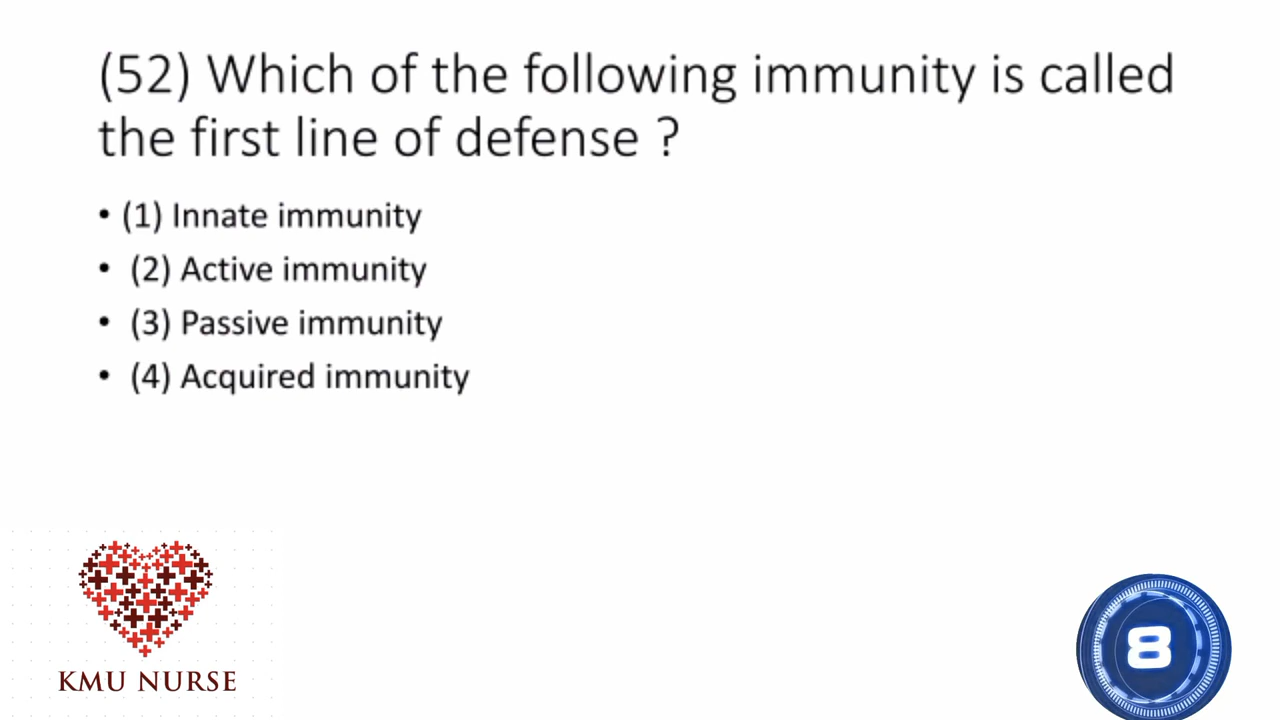 (52) Which of the following immunity is called
the first line of defense ?
• (1) Innate immunity
• (2) Active immunity
• (3) Passive immunity
• (4) Acquired immunity
KMU NURSE
8